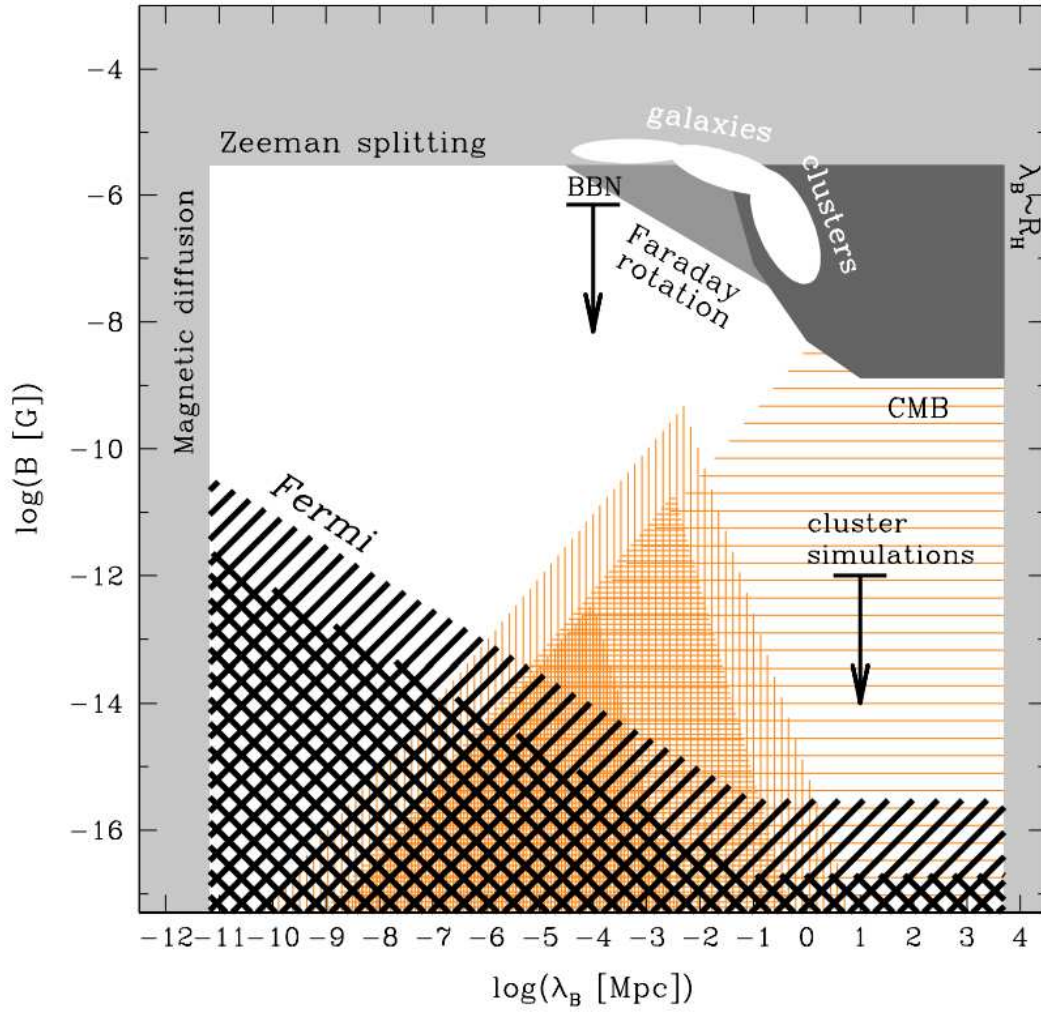 −4
−6
−8
−10
−12
−14
−16
log(B [G])
Zeeman splitting
galaxies
clusters
λB~RH
Magnetic diffusion
BBN
Faraday
rotation
CMB
Fermi
cluster
simulations
−12 −11 −10 −9 −8 −7 −6 −5 −4 −3 −2 −1 0 1 2 3 4
log(λB [Mpc])